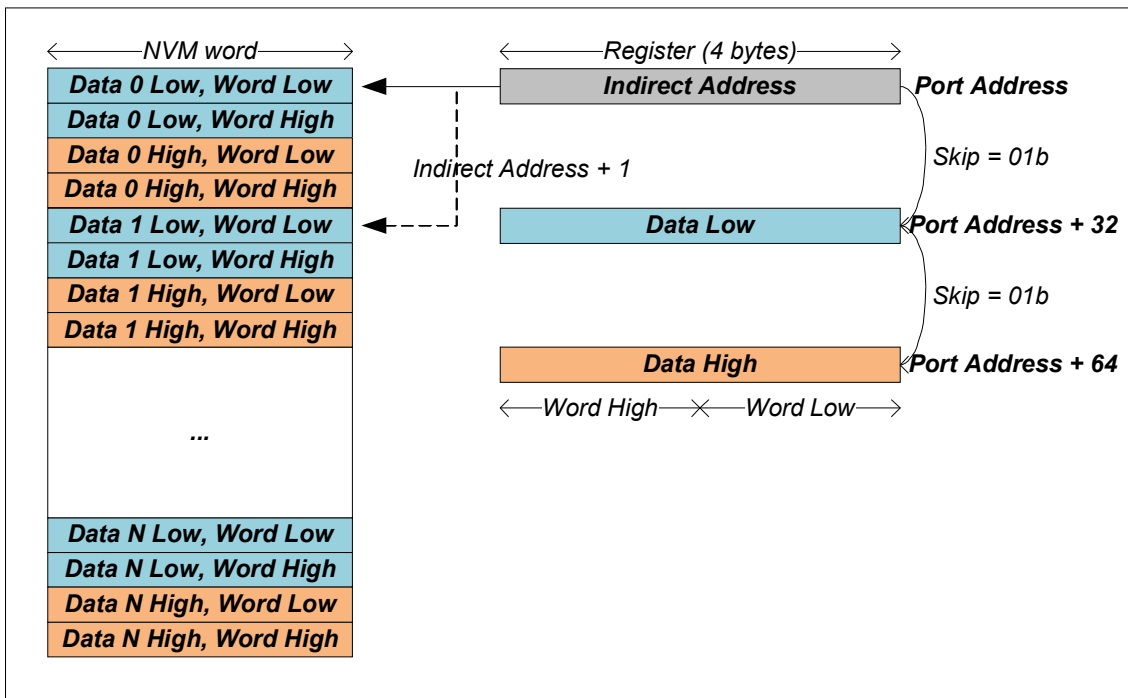 NVM word
Data 0 Low, Word Low
Data 0 Low, Word High
Data 0 High, Word Low
Data 0 High, Word High
Data 1 Low, Word Low
Data 1 Low, Word High
Data 1 High, Word Low
Data 1 High, Word High
...
Data N Low, Word Low
Data N Low, Word High
Data N High, Word Low
Data N High, Word High
Indirect Address + 1
Register (4 bytes)
Indirect Address
Port Address
Skip = 01b
Data Low
Port Address + 32
Skip = 01b
Data High
Port Address + 64
Word High
Word Low